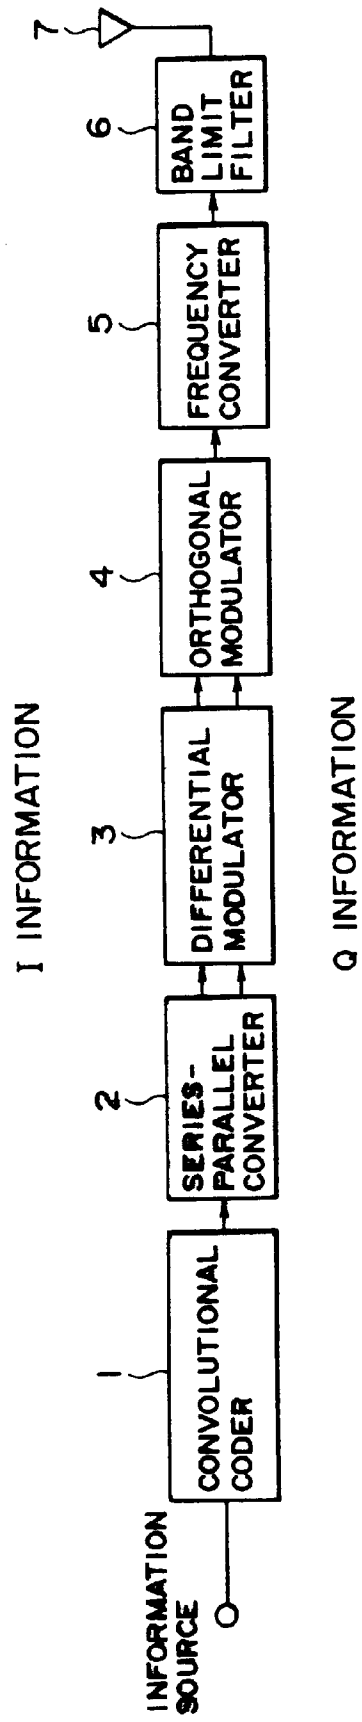 I INFORMATION
INFORMATION
SOURCE
1
CONVOLUTIONAL
CODER
2
SERIES-
PARALLEL
CONVERTER
3
DIFFERENTIAL
MODULATOR
4
ORTHOGONAL
MODULATOR
5
FREQUENCY
CONVERTER
6
BAND
LIMIT
FILTER
7
Q INFORMATION